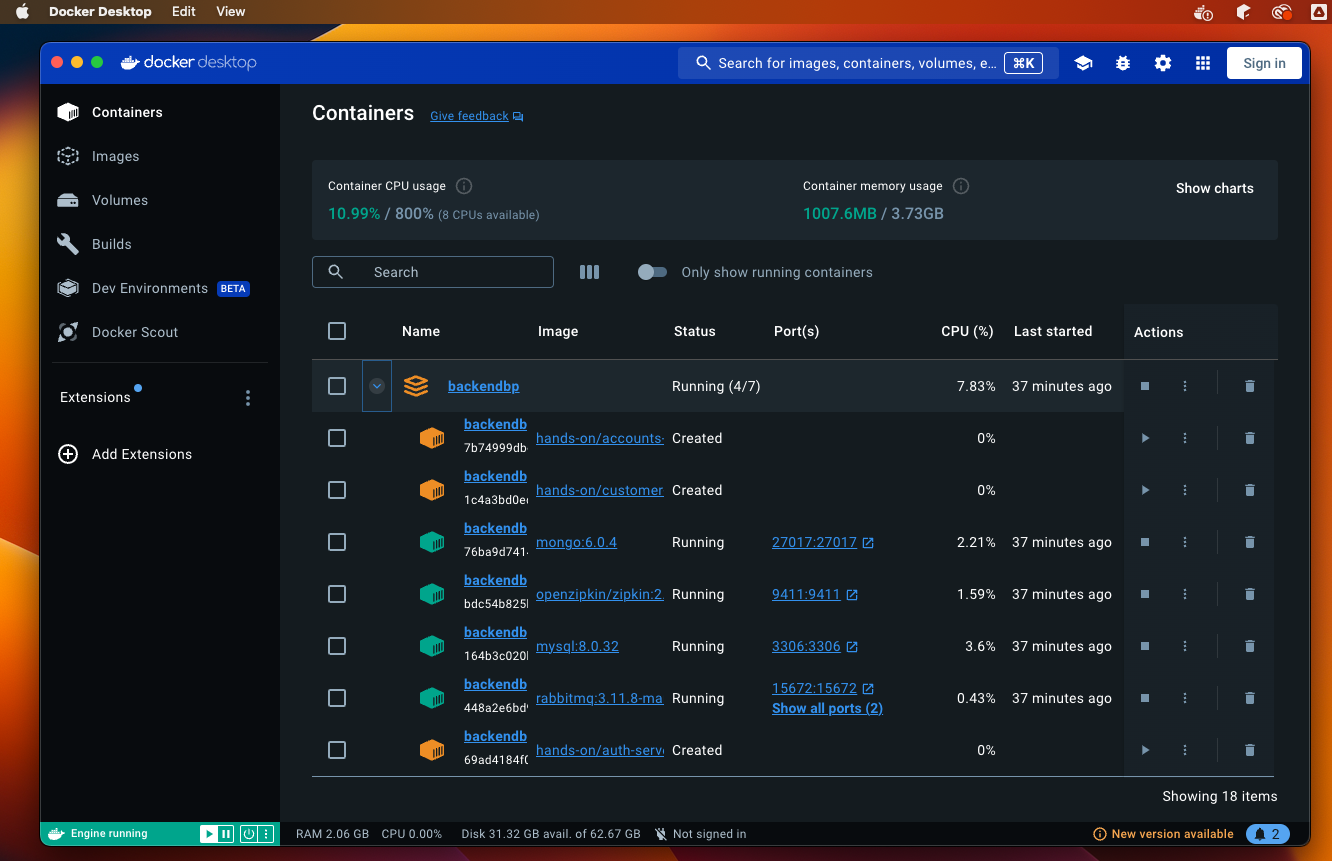 Docker Desktop Edit View
docker desktop
Search for images, containers, volumes, e... ⌘K
Sign in
Containers
Images
Volumes
Builds
Dev Environments BETA
Docker Scout
Extensions
Add Extensions
Containers Give feedback
Container CPU usage
10.99% / 800% (8 CPUs available)
Container memory usage
1007.6MB / 3.73GB
Show charts
Search
Only show running containers
Name Image Status Port(s) CPU (%) Last started Actions
backendbp Running (4/7) 7.83% 37 minutes ago
backendb
7b74999db
hands-on/accounts- Created 0%
backendb
1c4a3bd0e
hands-on/customer Created 0%
backendb
76ba9d741
mongo:6.0.4 Running 27017:27017 2.21% 37 minutes ago
backendb
bdc54b825
openzipkin/zipkin:2. Running 9411:9411 1.59% 37 minutes ago
backendb
164b3c020
mysql:8.0.32 Running 3306:3306 3.6% 37 minutes ago
backendb
448a2e6bd
rabbitmq:3.11.8-ma Running 15672:15672 0.43% 37 minutes ago
Show all ports (2)
backendb
69ad4184f
hands-on/auth-serv Created 0%
Showing 18 items
Engine running
RAM 2.06 GB CPU 0.00% Disk 31.32 GB avail. of 62.67 GB Not signed in
New version available 2